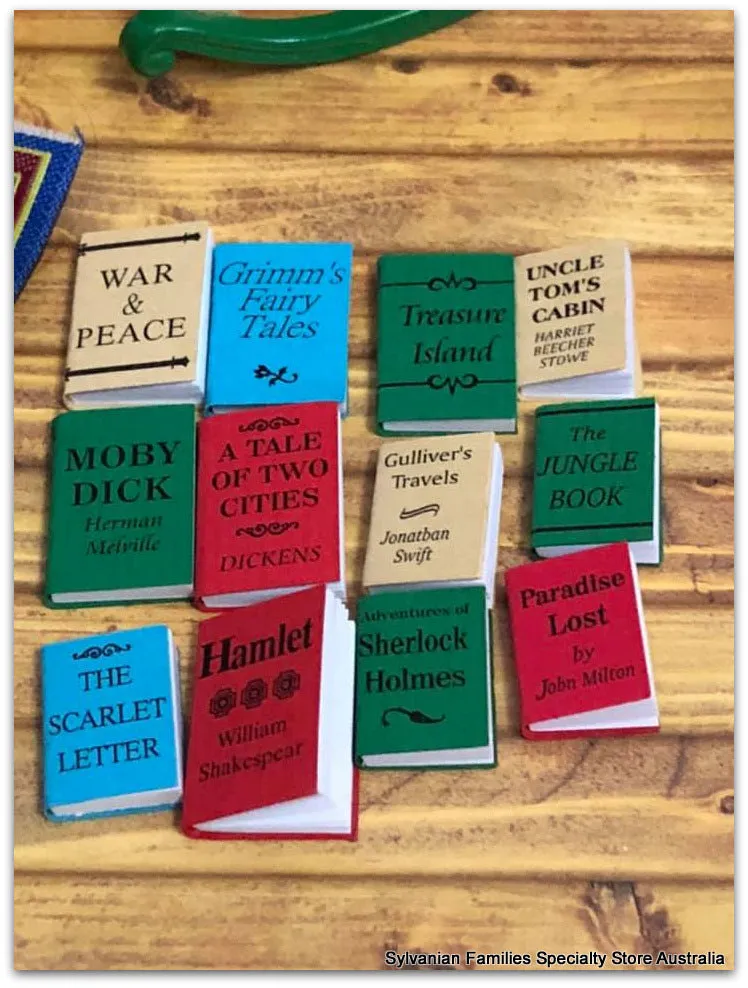 WAR
&
PEACE
Grimm's
Fairy
Tales
Treasure
Island
UNCLE
TOM'S
CABIN
HARRIET
BEECHER
STOWE
MOBY
DICK
Herman
Melville
A TALE
OF TWO
CITIES
DICKENS
Gulliver's
Travels
Jonathan
Swift
The
JUNGLE
BOOK
THE
SCARLET
LETTER
Hamlet
William
Shakespear
Adventures of
Sherlock
Holmes
Paradise
Lost
by
John Milton
Sylvanian Families Specialty Store Australia